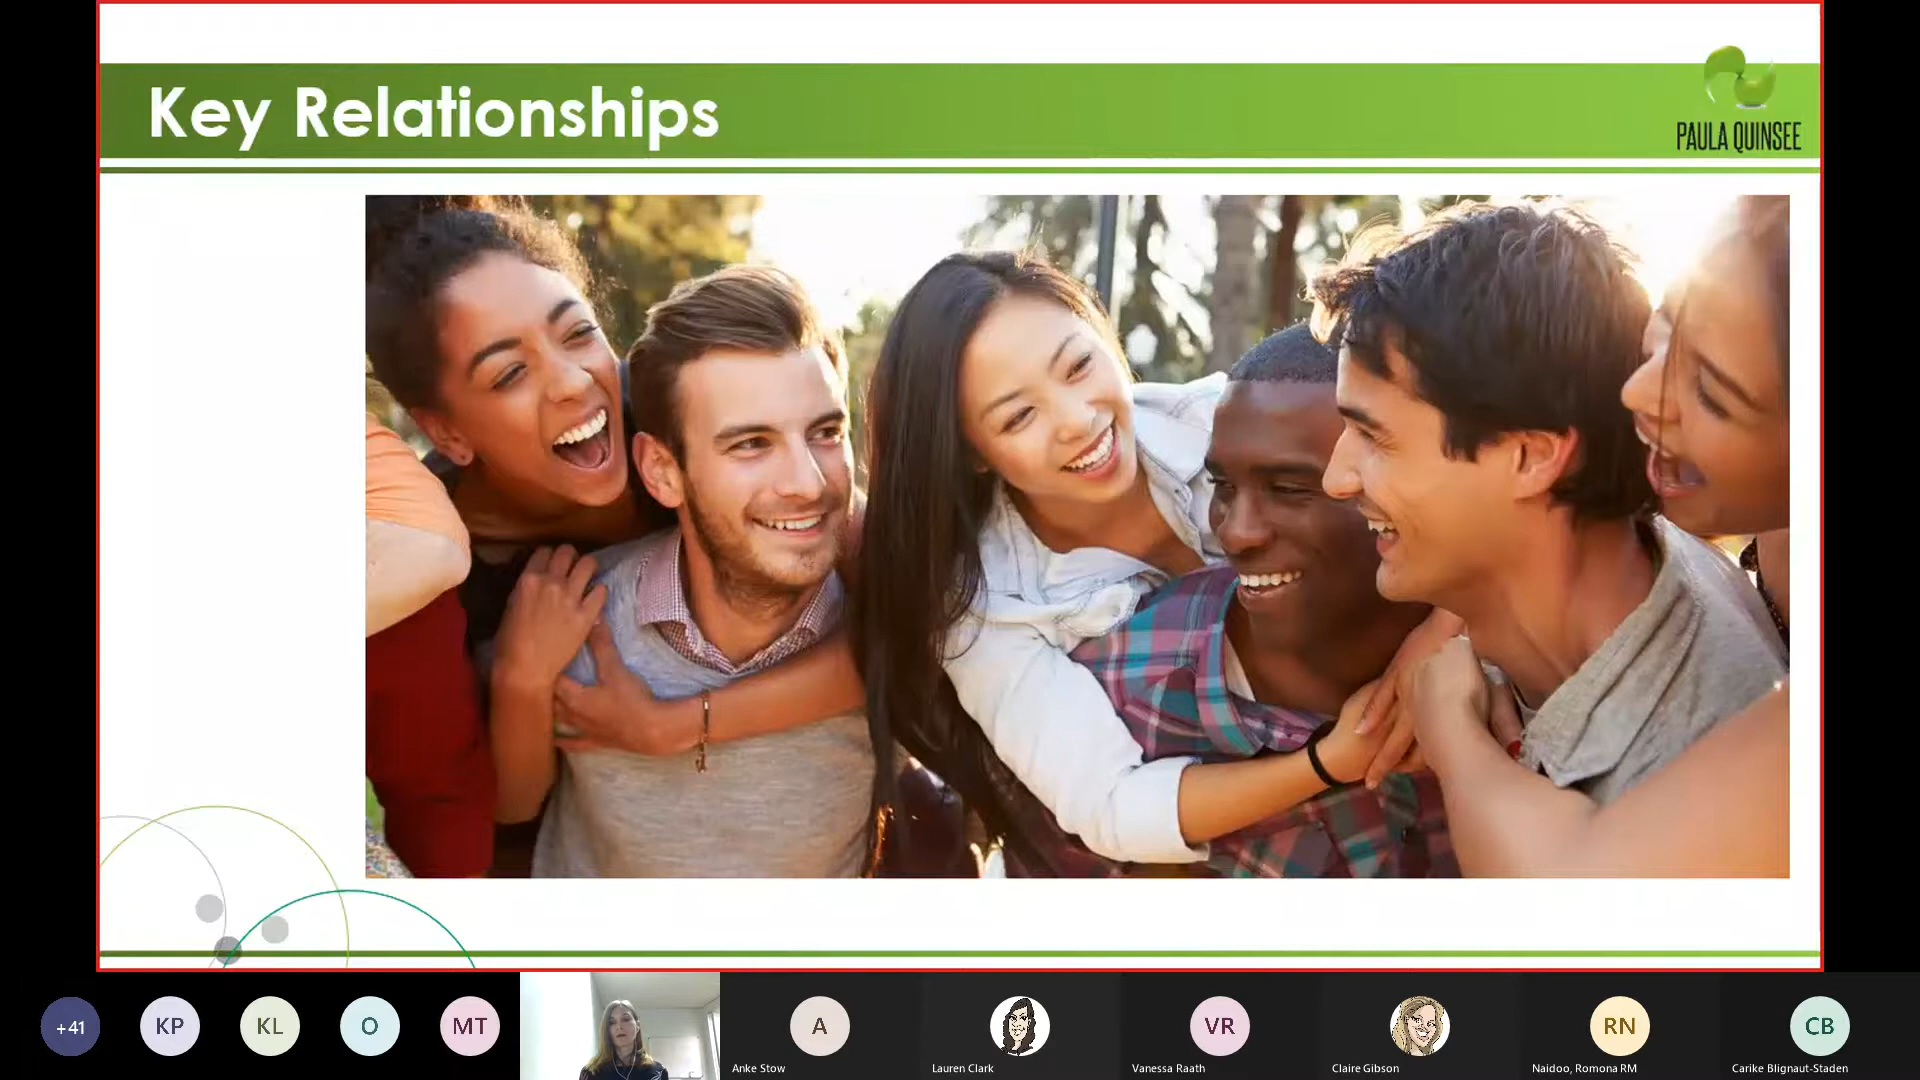 Key Relationships
PAULA QUINSEE
+41
KP
KL
O
MT
A
VR
RN
CB
Anke Stow
Lauren Clark
Vanessa Raath
Claire Gibson
Naidoo, Romona RM
Carike Blignaut-Staden